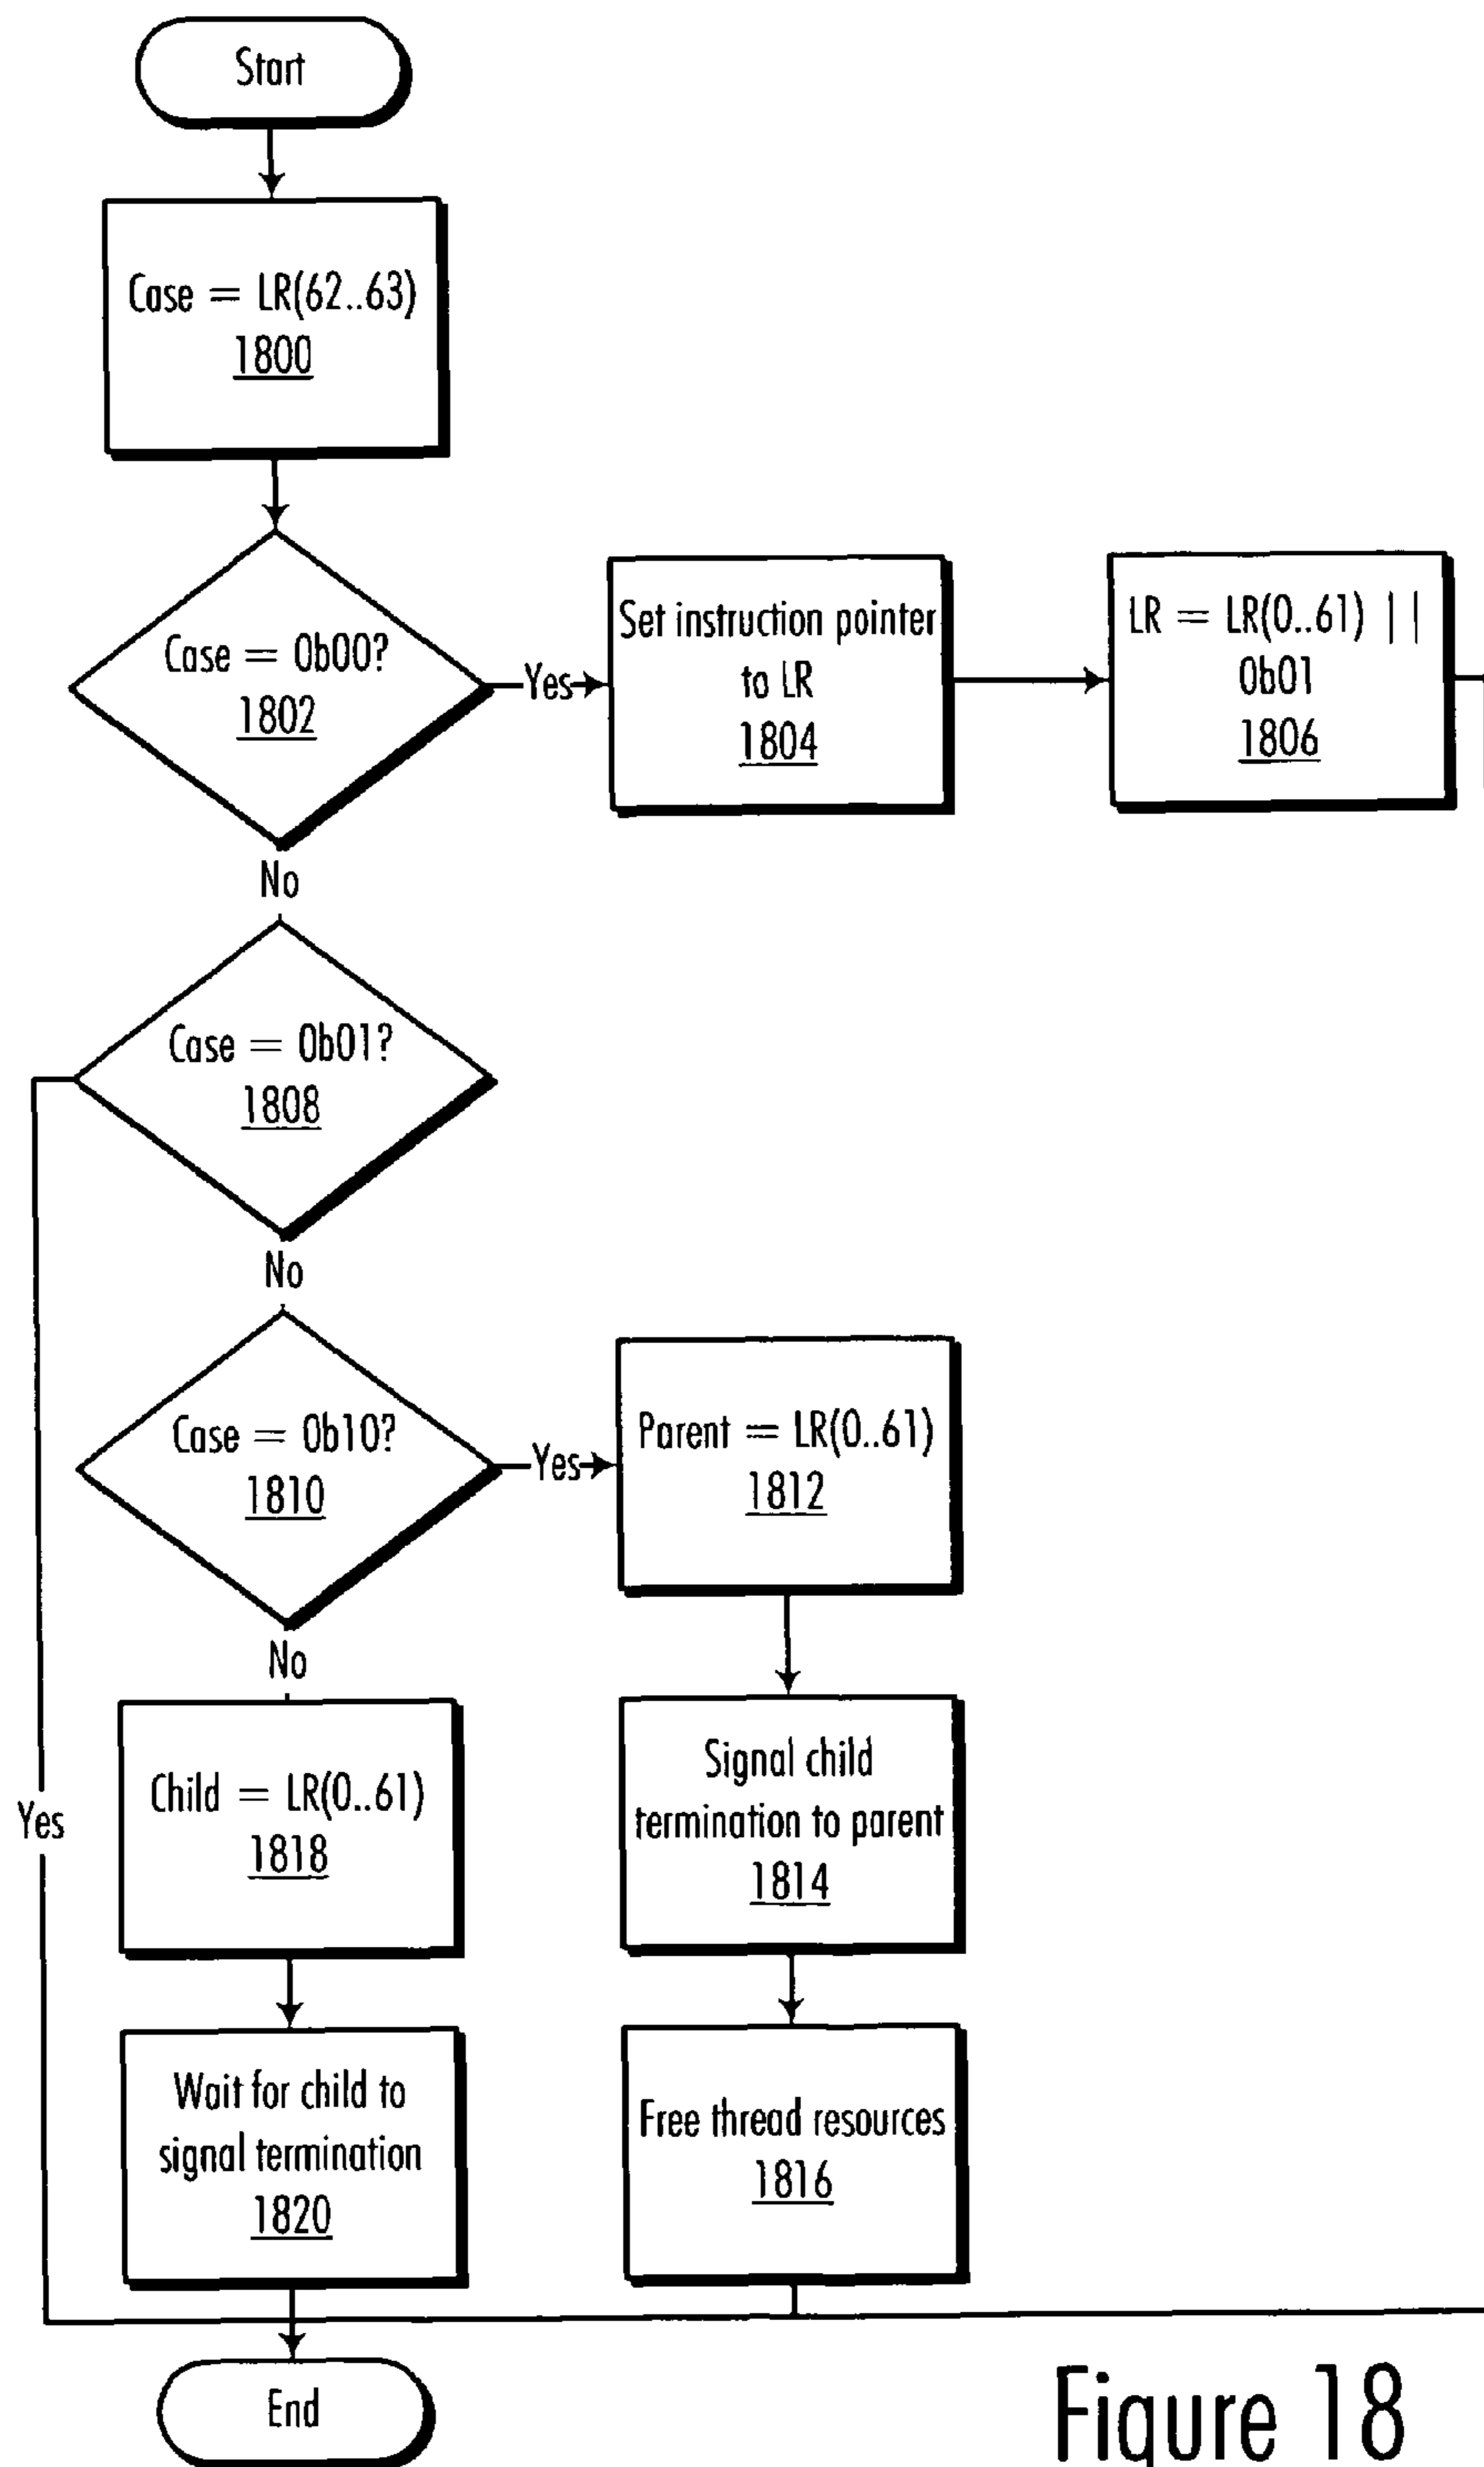 Start
Case = LR(62..63)
1800
Case = 0b00?
1802
Yes
Set instruction pointer
to LR
1804
LR = LR(0..61) ||
0b01
1806
No
Case = 0b01?
1808
No
Case = 0b10?
1810
Yes
Parent = LR(0..61)
1812
No
Child = LR(0..61)
1818
Signal child
termination to parent
1814
Yes
Wait for child to
signal termination
1820
Free thread resources
1816
End
Figure 18